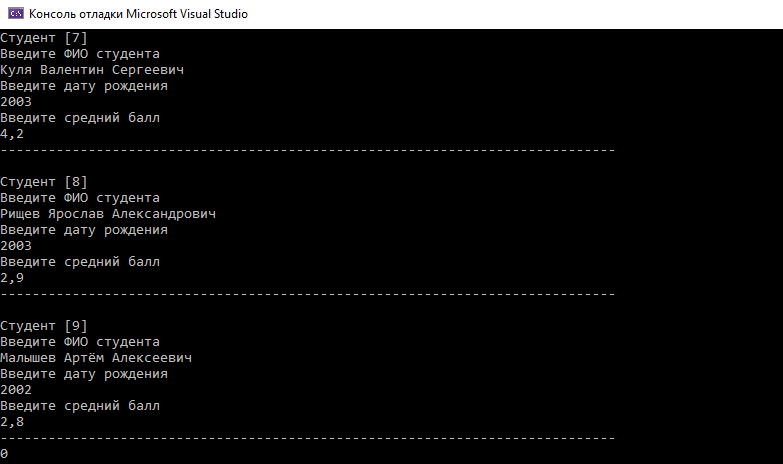 Консоль отладки Microsoft Visual Studio
Студент [7]
Введите ФИО студента
Куля Валентин Сергеевич
Введите дату рождения
2003
Введите средний балл
4,2
-----------------------------------------------------------------------------
Студент [8]
Введите ФИО студента
Рищев Ярослав Александрович
Введите дату рождения
2003
Введите средний балл
2,9
-----------------------------------------------------------------------------
Студент [9]
Введите ФИО студента
Малышев Артём Алексеевич
Введите дату рождения
2002
Введите средний балл
2,8
-----------------------------------------------------------------------------
0